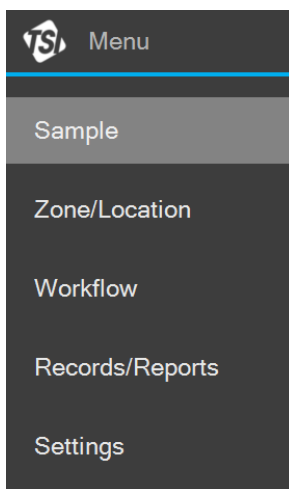 TSI Menu
Sample
Zone/Location
Workflow
Records/Reports
Settings